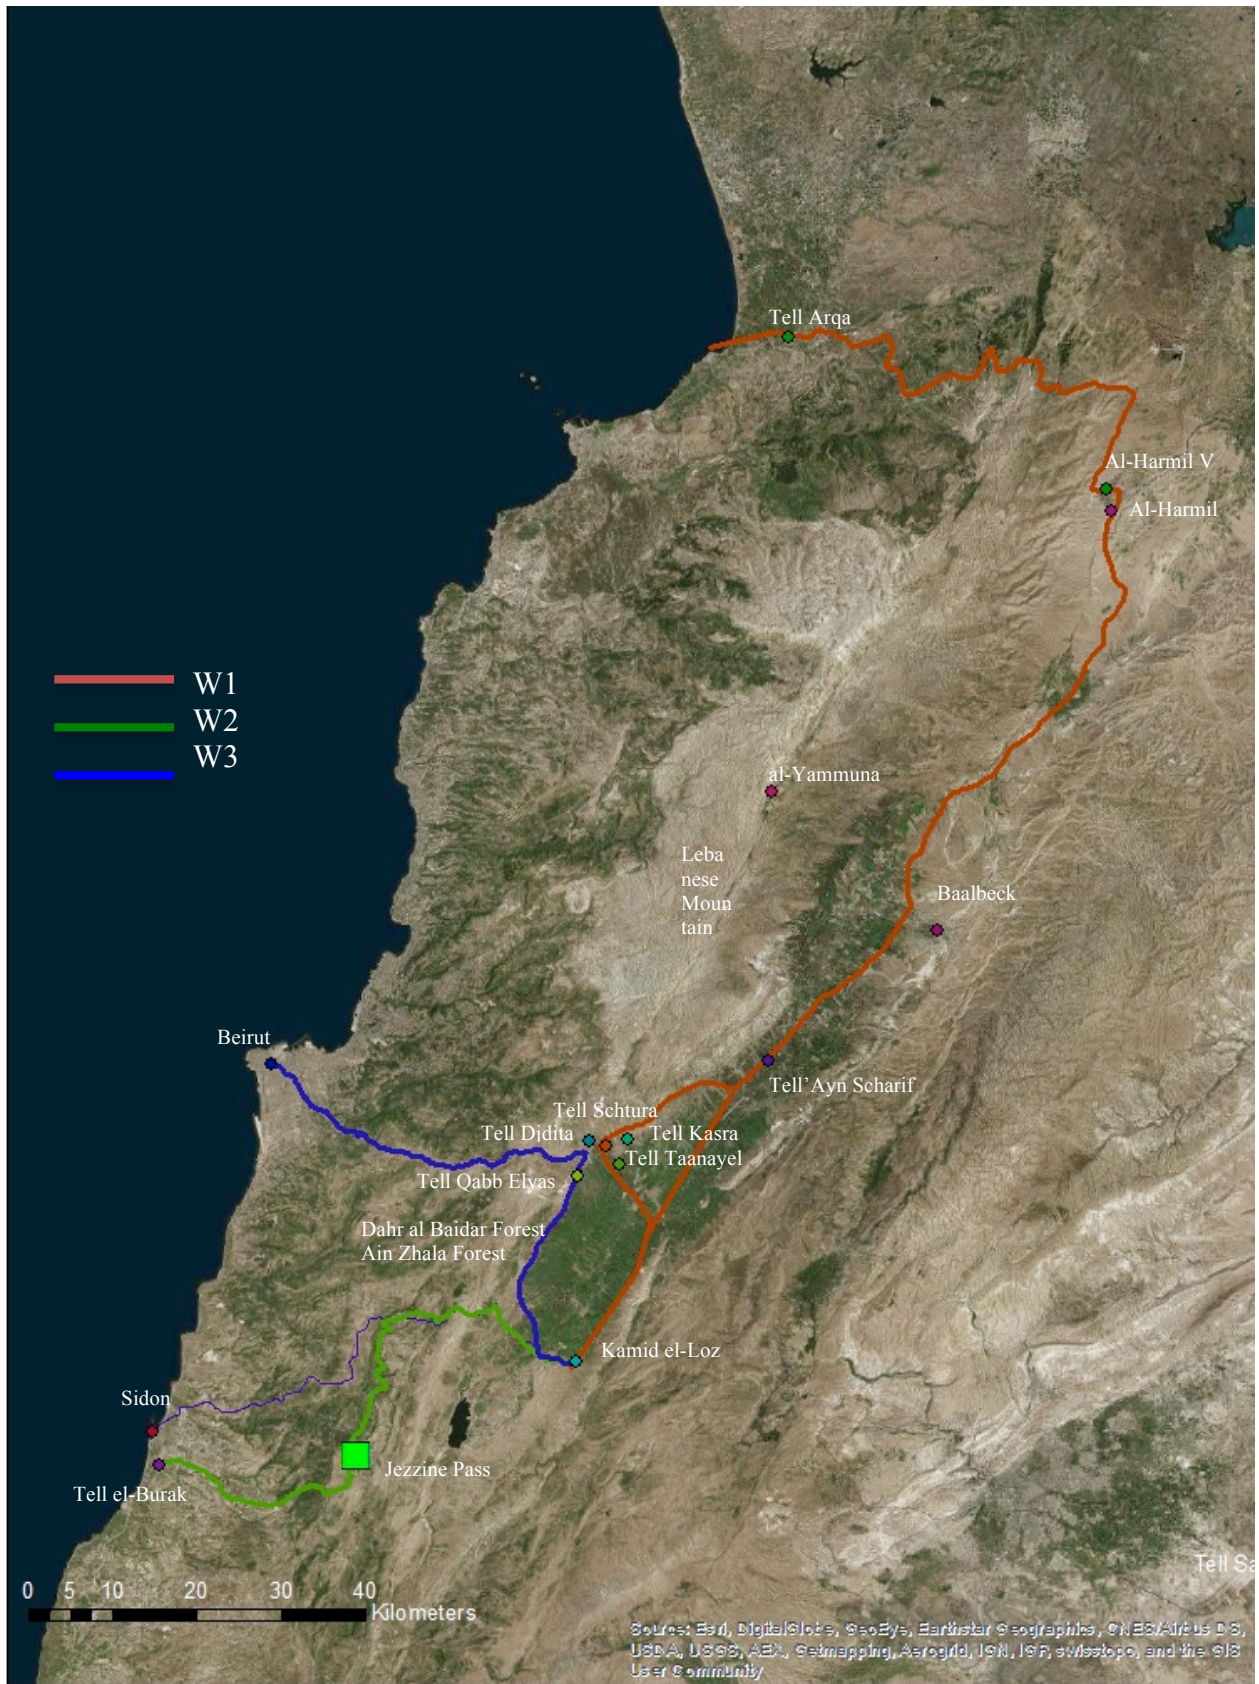 Tell Arqa
Al-Harmil V
Al-Harmil
W1
W2
W3
al-Yammuna
Leba
nese
Moun
tain
Baalbeck
Beirut
Tell'Ayn Scharif
Tell Schtura
Tell Didita
Tell Kasra
Tell Taanayel
Tell Qabb Elyas
Dahr al Baidar Forest
Ain Zhala Forest
Kamid el-Loz
Sidon
Jezzine Pass
Tell el-Burak
Tell Sa
0 5 10 20 30 40
Kilometers
Source: Esri, DigitalGlobe, GeoEye, Earthstar Geographics, CNES/Airbus DS,
USDA, USGS, AEX, Getmapping, Aerogrid, IGN, IGP, swisstopo, and the GIS
User Community